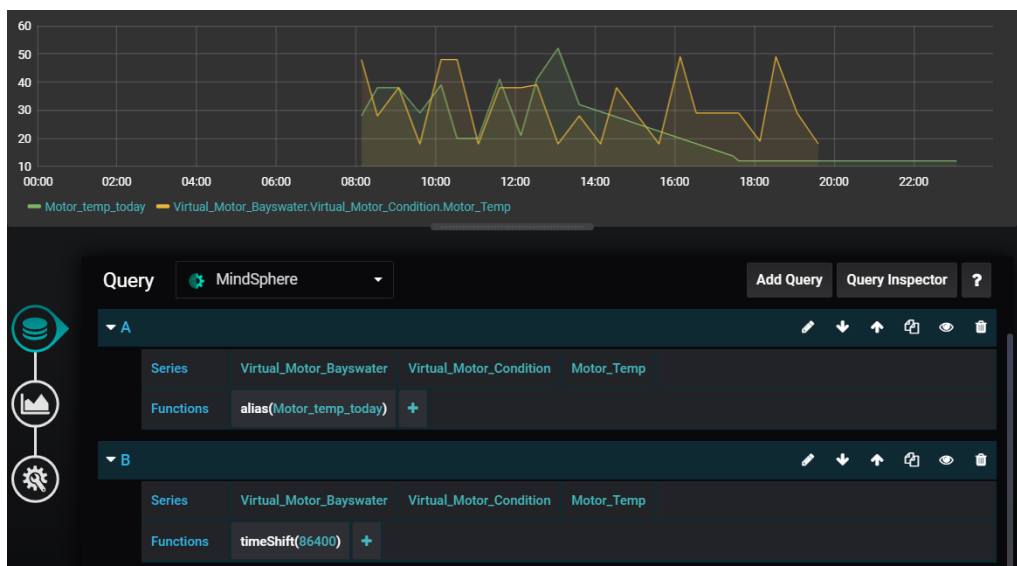 60
50
40
30
20
10
00:00 02:00 04:00 06:00 08:00 10:00 12:00 14:00 16:00 18:00 20:00 22:00
Motor_temp_today Virtual_Motor_Bayswater.Virtual_Motor_Condition.Motor_Temp
Query MindSphere Add Query Query Inspector ?
A
Series Virtual_Motor_Bayswater Virtual_Motor_Condition Motor_Temp
Functions alias(Motor_temp_today) +
B
Series Virtual_Motor_Bayswater Virtual_Motor_Condition Motor_Temp
Functions timeShift(86400) +